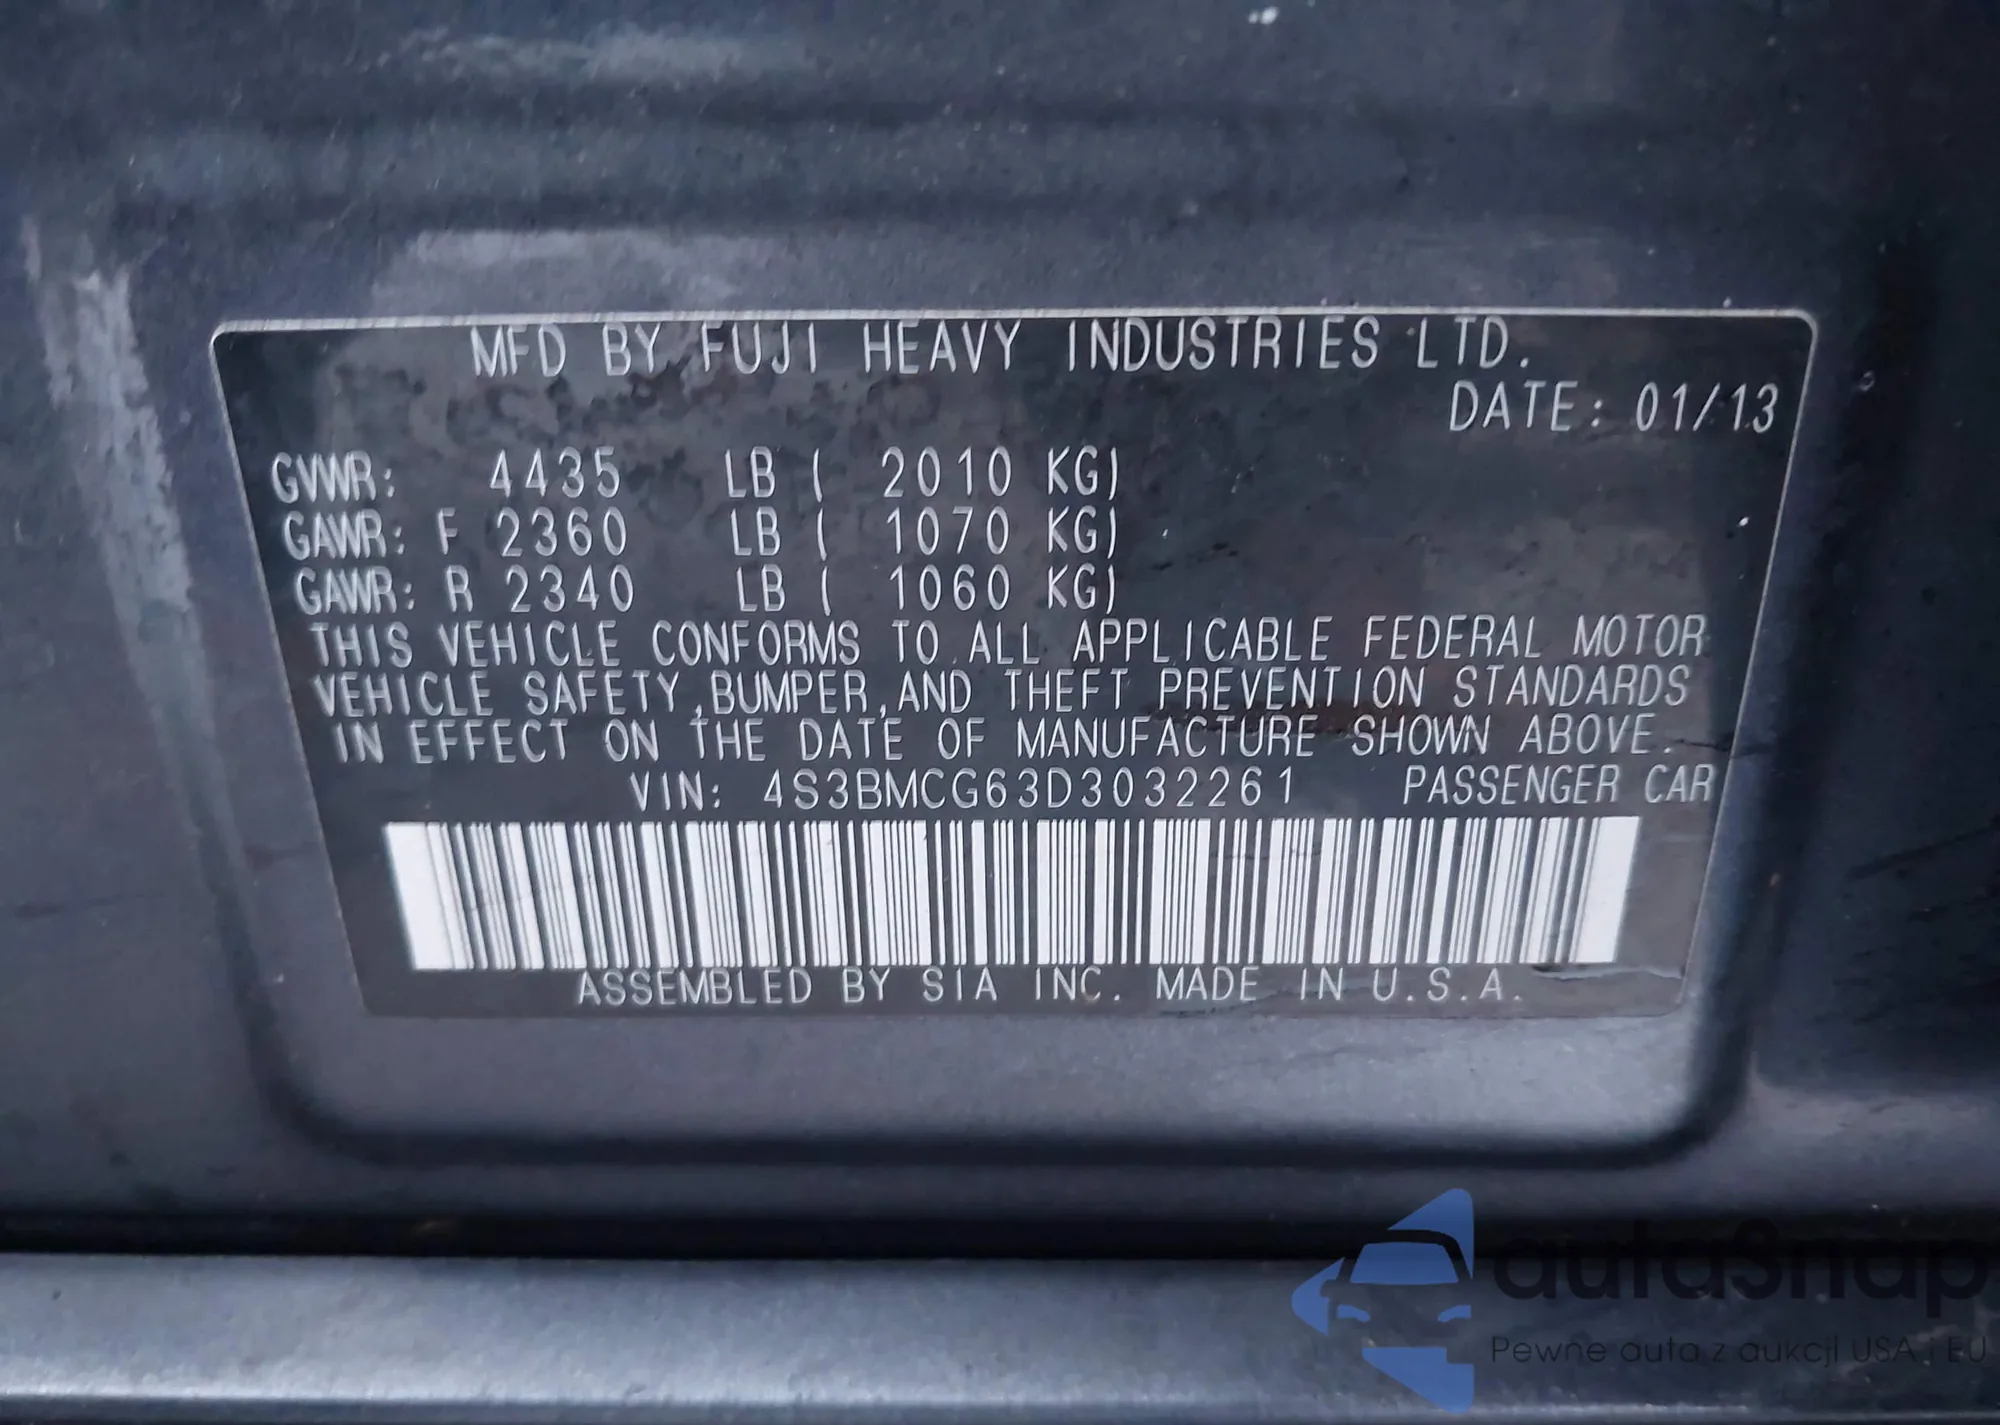 MFD BY FUJI HEAVY INDUSTRIES LTD.
DATE: 01/13
GVWR: 4435 LB ( 2010 KG)
GAWR: F 2360 LB ( 1070 KG)
GAWR: R 2340 LB ( 1060 KG)
THIS VEHICLE CONFORMS TO ALL APPLICABLE FEDERAL MOTOR
VEHICLE SAFETY,BUMPER,AND THEFT PREVENTION STANDARDS
IN EFFECT ON THE DATE OF MANUFACTURE SHOWN ABOVE.
VIN: 4S3BMCG63D3032261 PASSENGER CAR
ASSEMBLED BY SIA INC. MADE IN U.S.A.
autaSnap
Pewne auta z aukcji USA i EU